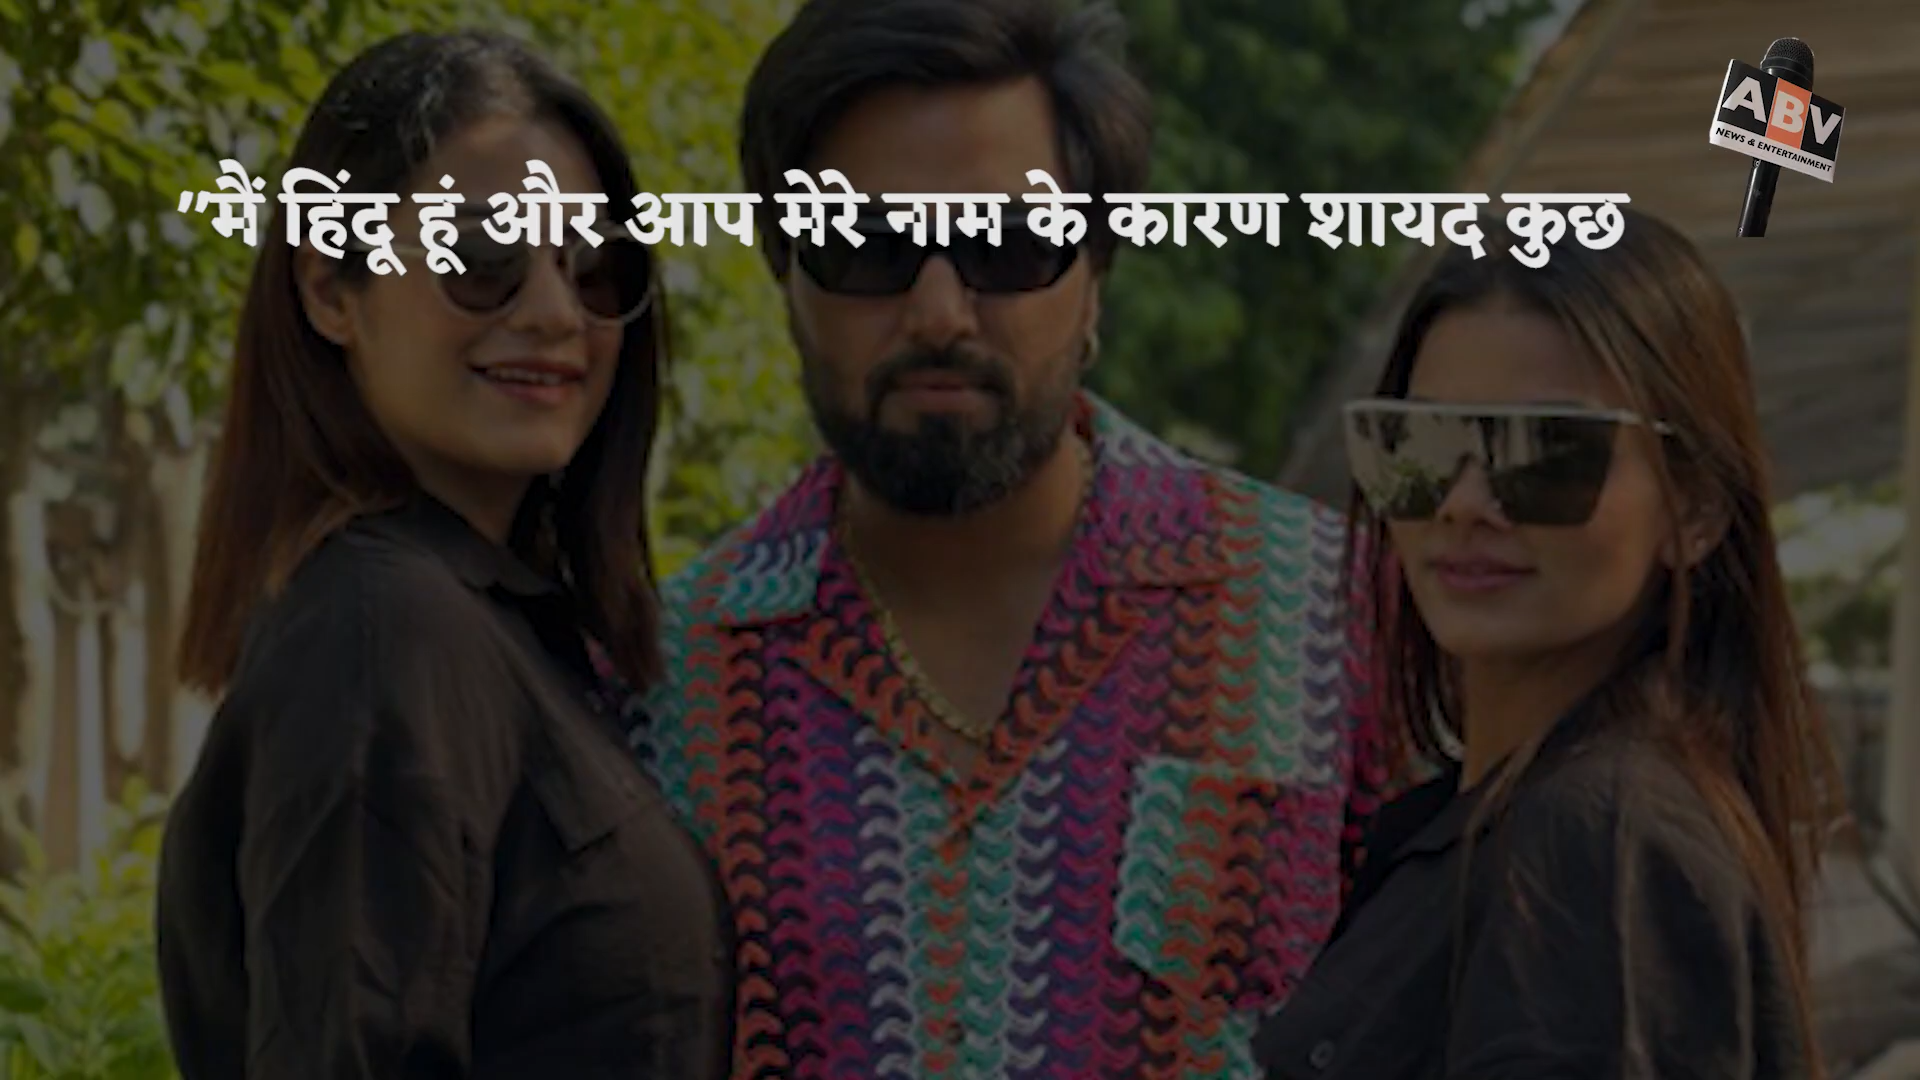 "मैं हिंदू हूं और आप मेरे नाम के कारण शायद कुछ
ABV
NEWS & ENTERTAINMENT